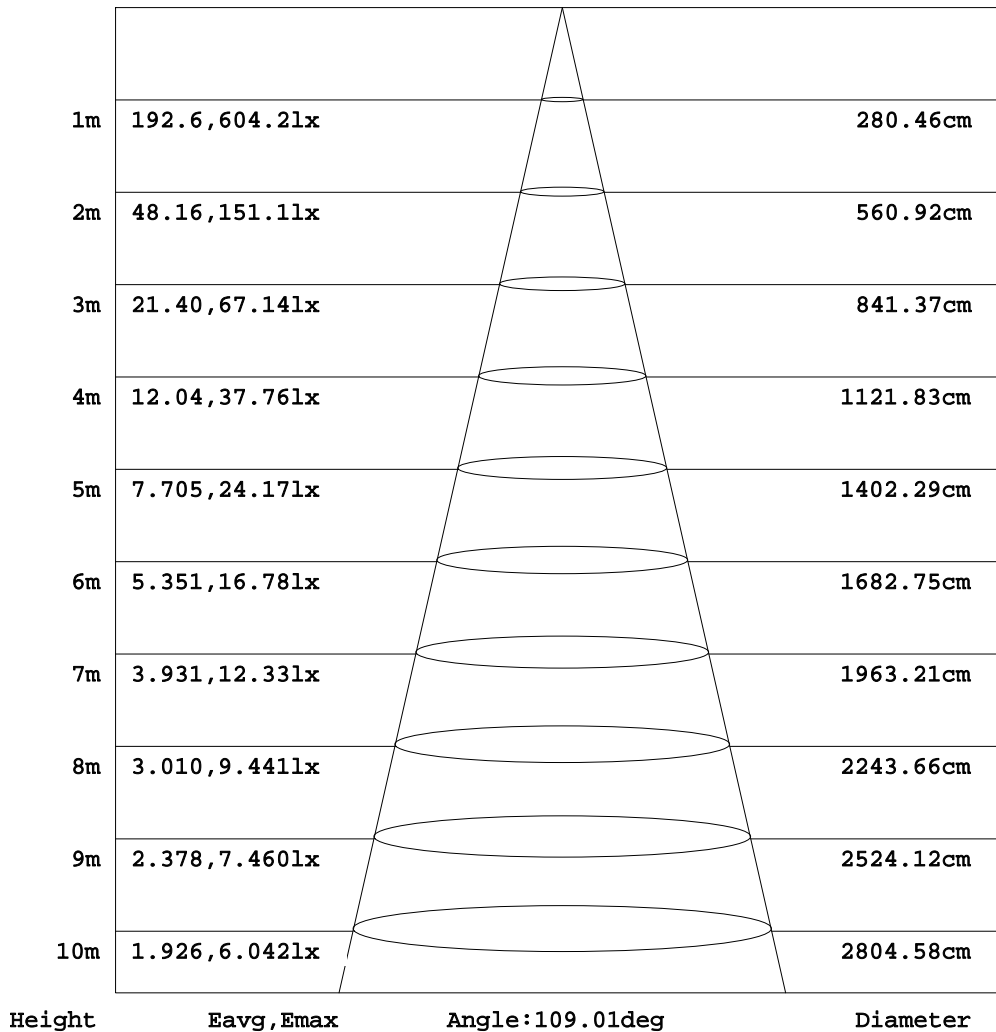 1m 192.6,604.2lx 280.46cm
2m 48.16,151.1lx 560.92cm
3m 21.40,67.14lx 841.37cm
4m 12.04,37.76lx 1121.83cm
5m 7.705,24.17lx 1402.29cm
6m 5.351,16.78lx 1682.75cm
7m 3.931,12.33lx 1963.21cm
8m 3.010,9.441lx 2243.66cm
9m 2.378,7.460lx 2524.12cm
10m 1.926,6.042lx 2804.58cm
Height Eavg,Emax Angle:109.01deg Diameter